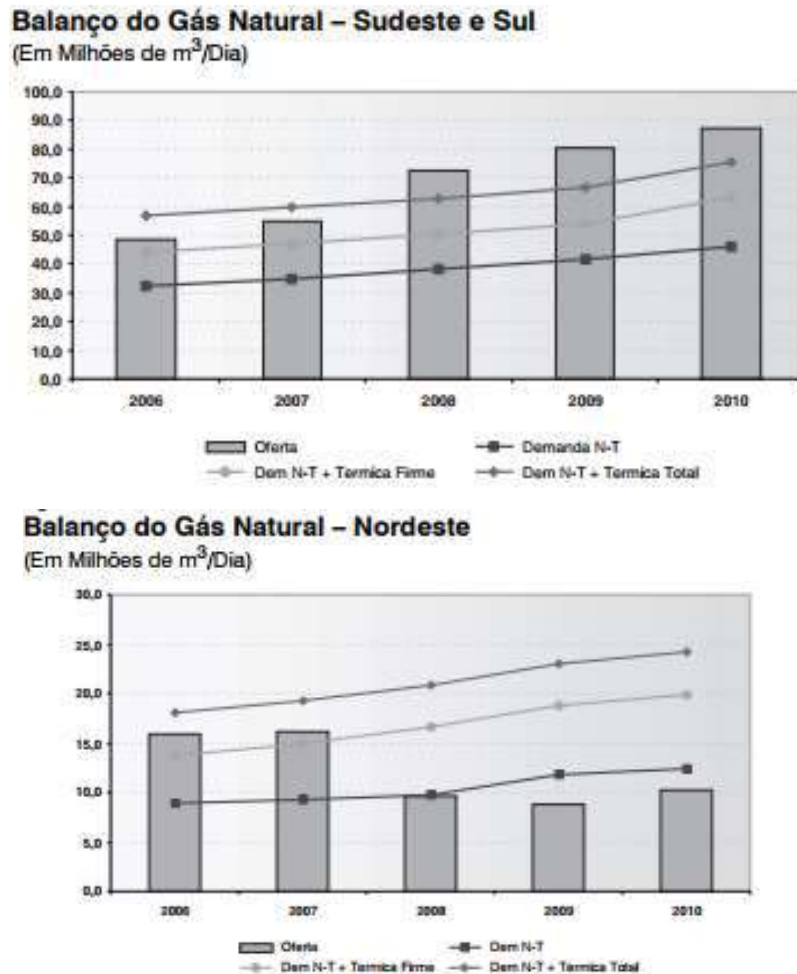 Balanço do Gás Natural – Sudeste e Sul
(Em Milhões de m³/Dia)
100,0
90,0
80,0
70,0
60,0
50,0
40,0
30,0
20,0
10,0
0,0
2006 2007 2008 2009 2010
Oferta Demanda N-T
Dem N-T + Termica Firme Dem N-T + Termica Total
Balanço do Gás Natural – Nordeste
(Em Milhões de m³/Dia)
30,0
25,0
20,0
15,0
10,0
5,0
0,0
2006 2007 2008 2009 2010
Oferta Dem N-T
Dem N-T + Termica Firme Dem N-T + Termica Total